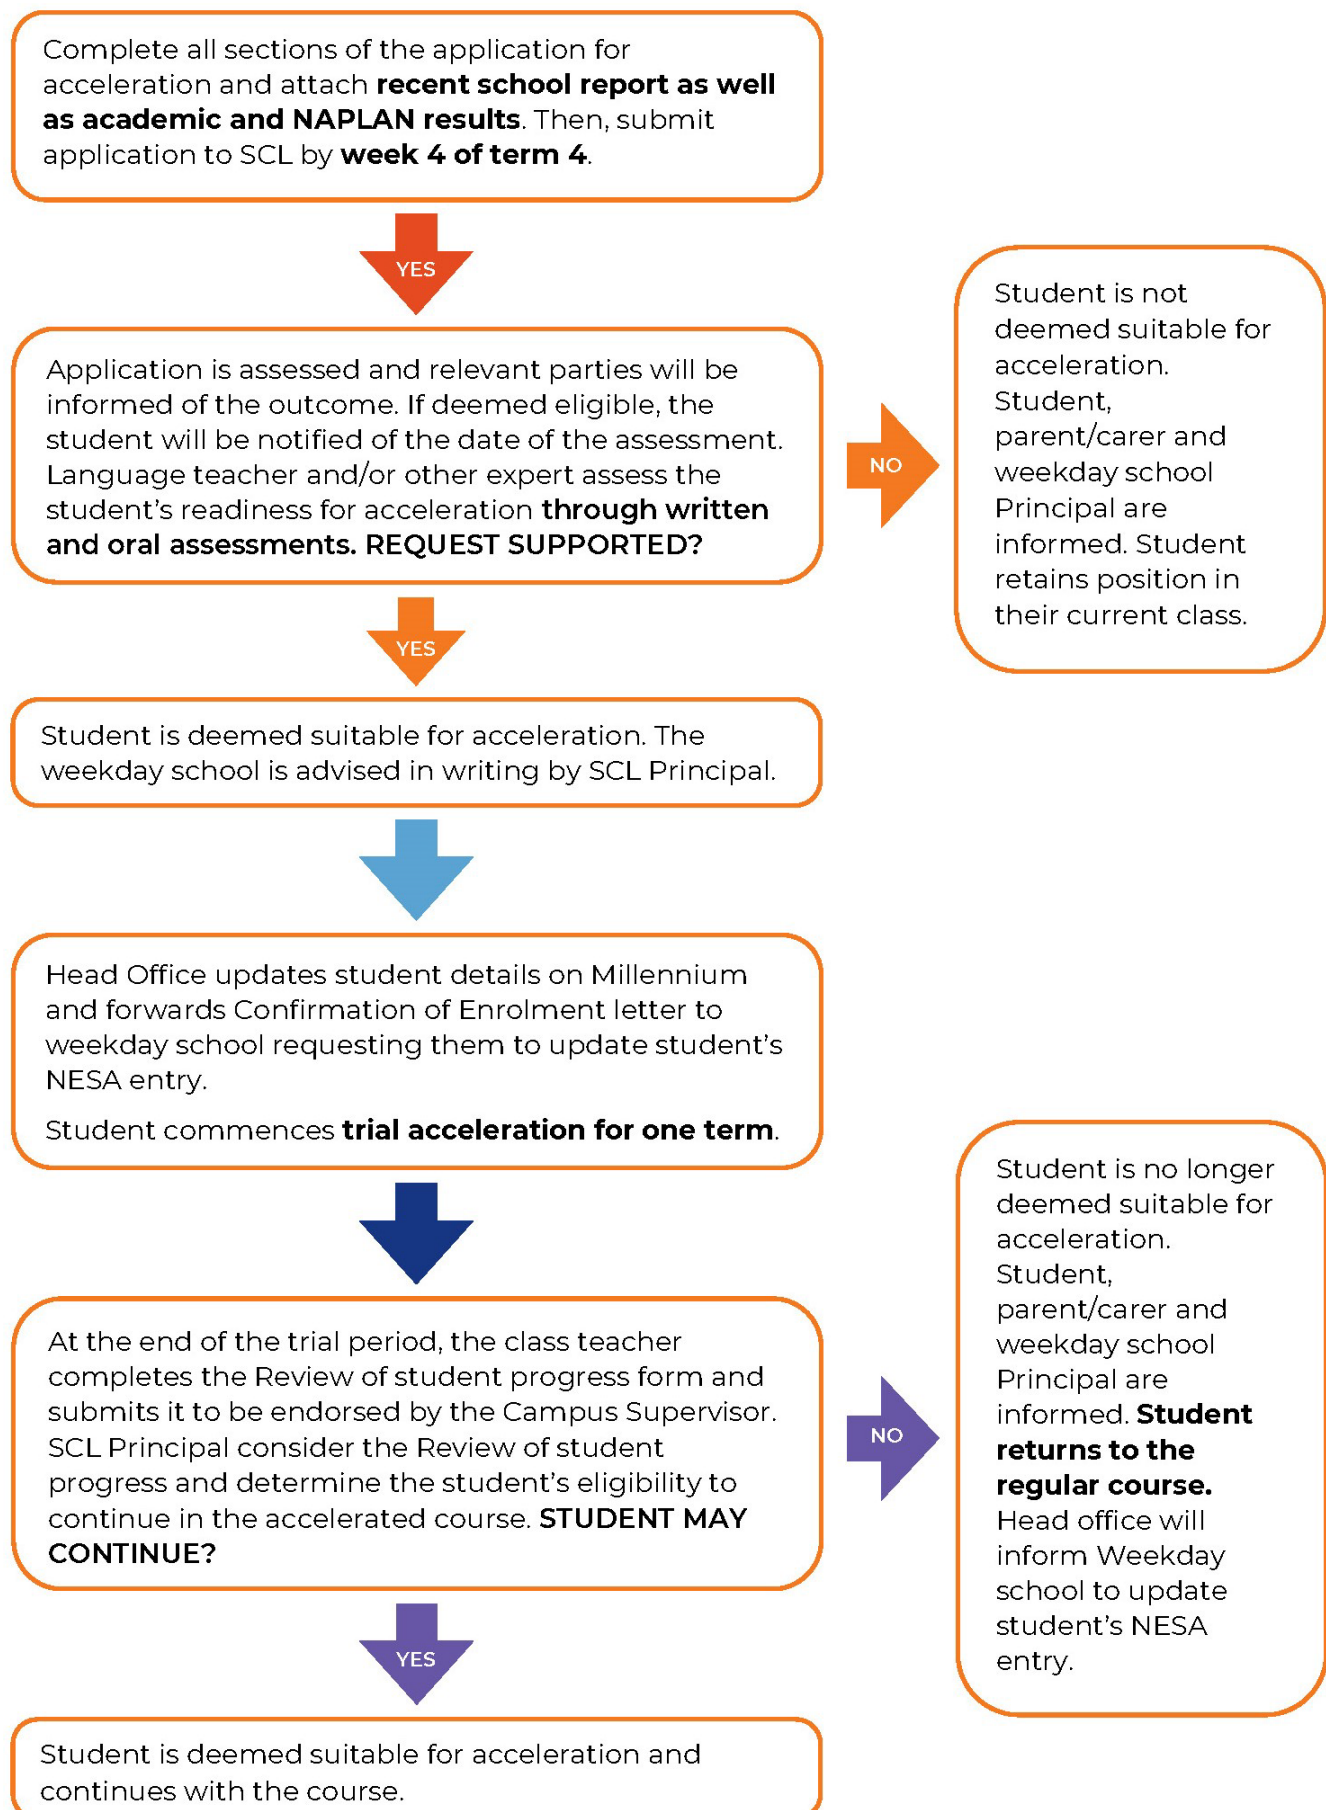 Complete all sections of the application for
acceleration and attach recent school report as well
as academic and NAPLAN results. Then, submit
application to SCL by week 4 of term 4.
YES
Application is assessed and relevant parties will be
informed of the outcome. If deemed eligible, the
student will be notified of the date of the assessment.
Language teacher and/or other expert assess the
student’s readiness for acceleration through written
and oral assessments. REQUEST SUPPORTED?
NO
Student is not
deemed suitable for
acceleration.
Student,
parent/carer and
weekday school
Principal are
informed. Student
retains position in
their current class.
YES
Student is deemed suitable for acceleration. The
weekday school is advised in writing by SCL Principal.
Head Office updates student details on Millennium
and forwards Confirmation of Enrolment letter to
weekday school requesting them to update student’s
NESA entry.
Student commences trial acceleration for one term.
At the end of the trial period, the class teacher
completes the Review of student progress form and
submits it to be endorsed by the Campus Supervisor.
SCL Principal consider the Review of student
progress and determine the student’s eligibility to
continue in the accelerated course. STUDENT MAY
CONTINUE?
NO
Student is no longer
deemed suitable for
acceleration.
Student,
parent/carer and
weekday school
Principal are
informed. Student
returns to the
regular course.
Head office will
inform Weekday
school to update
student’s NESA
entry.
YES
Student is deemed suitable for acceleration and
continues with the course.